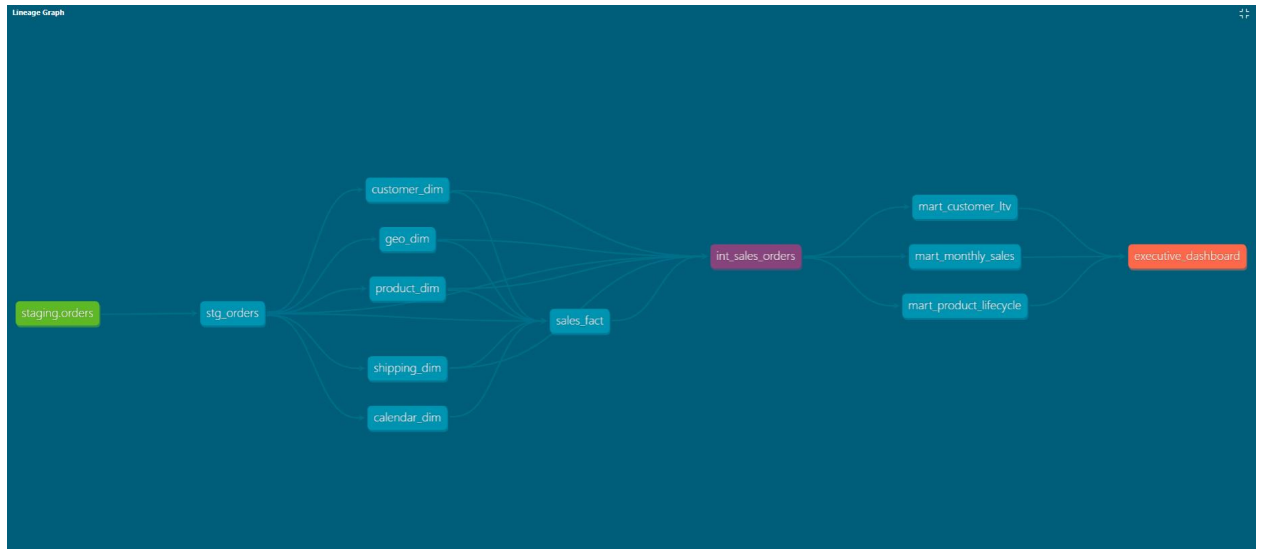 Lineage Graph
customer_dim
geo_dim
product_dim
staging.orders
stg_orders
shipping_dim
calendar_dim
sales_fact
int_sales_orders
mart_customer_ltv
mart_monthly_sales
mart_product_lifecycle
executive_dashboard